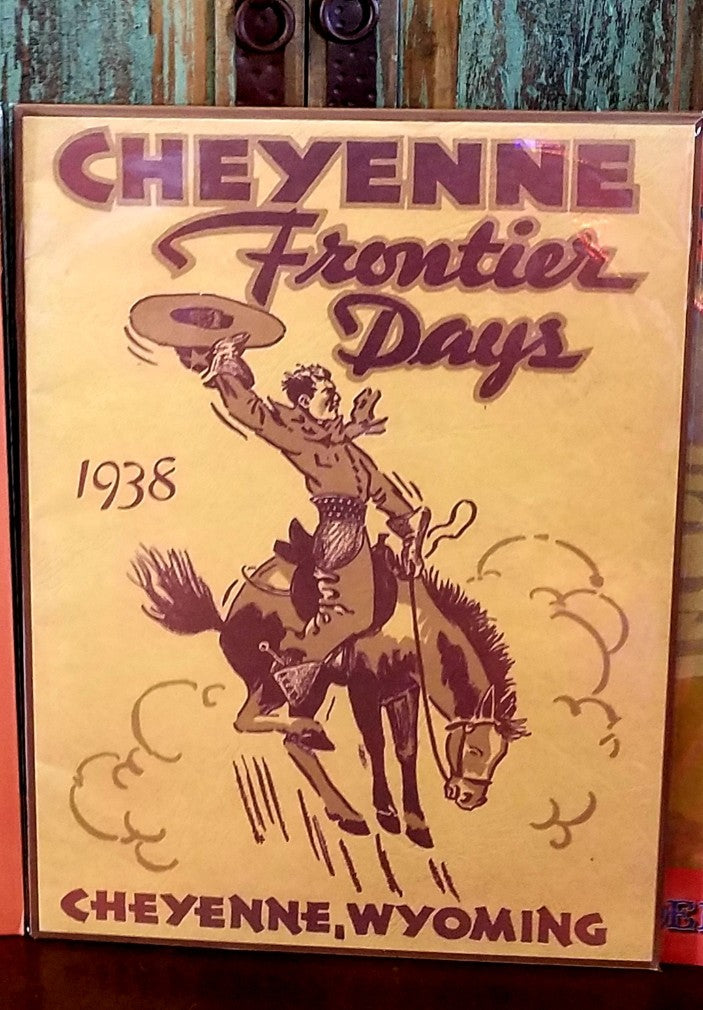 CHEYENNE
Frontier
Days
1938
CHEYENNE, WYOMING